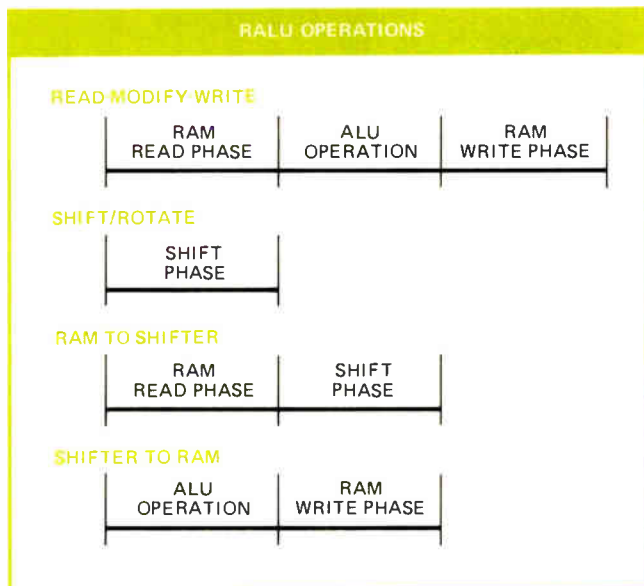 RALU OPERATIONS
READ-MODIFY-WRITE
RAM ALU RAM
READ PHASE OPERATION WRITE PHASE
SHIFT/ROTATE
SHIFT
PHASE
RAM TO SHIFTER
RAM SHIFT
READ PHASE PHASE
SHIFTER TO RAM
ALU RAM
OPERATION WRITE PHASE